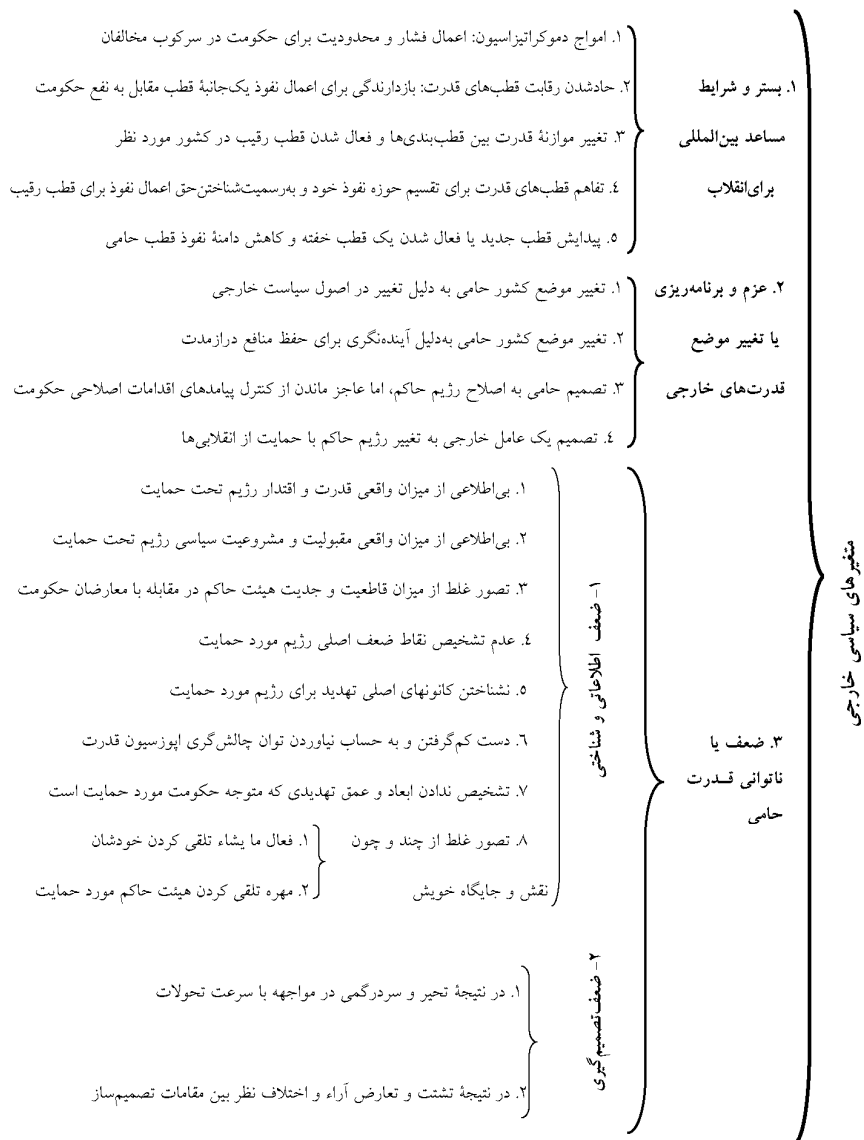 متغیرهای سیاسی خارجی
۱. بستر و شرایط
مساعد بین‌المللی
برای‌انقلاب
۱. امواج دموکراتیزاسیون: اعمال فشار و محدودیت برای حکومت در سرکوب مخالفان
۲. حادشدن رقابت قطب‌های قدرت: بازدارندگی برای اعمال نفوذ یک‌جانبۀ قطب مقابل به نفع حکومت
۳. تغییر موازنۀ قدرت بین قطب‌بندی‌ها و فعال شدن قطب رقیب در کشور مورد نظر
٤. تفاهم قطب‌های قدرت برای تقسیم حوزه نفوذ خود و به‌رسمیت‌شناختن‌حق اعمال نفوذ برای قطب رقیب
٥. پیدایش قطب جدید یا فعال شدن یک قطب خفته و کاهش دامنۀ نفوذ قطب حامی
۲. عزم و برنامه‌ریزی
یا تغییر موضع
قدرت‌های خارجی
۱. تغییر موضع کشور حامی به دلیل تغییر در اصول سیاست خارجی
۲. تغییر موضع کشور حامی به‌دلیل آینده‌نگری برای حفظ منافع درازمدت
۳. تصمیم حامی به اصلاح رژیم حاکم، اما عاجز ماندن از کنترل پیامدهای اقدامات اصلاحی حکومت
٤. تصمیم یک عامل خارجی به تغییر رژیم حاکم با حمایت از انقلابی‌ها
۳. ضعف یا
ناتوانی قــدرت
حامی
۱- ضعف اطلاعاتی و شناختی
۱. بی‌اطلاعی از میزان واقعی قدرت و اقتدار رژیم تحت حمایت
۲. بی‌اطلاعی از میزان واقعی مقبولیت و مشروعیت سیاسی رژیم تحت حمایت
۳. تصور غلط از میزان قاطعیت و جدیت هیئت حاکم در مقابله با معارضان حکومت
٤. عدم تشخیص نقاط ضعف اصلی رژیم مورد حمایت
٥. نشناختن کانونهای اصلی تهدید برای رژیم مورد حمایت
٦. دست کم‌گرفتن و به حساب نیاوردن توان چالش‌گری اپوزسیون قدرت
۷. تشخیص ندادن ابعاد و عمق تهدیدی که متوجه حکومت مورد حمایت است
۸. تصور غلط از چند و چون
نقش و جایگاه خویش
۱. فعال ما یشاء تلقی کردن خودشان
۲. مهره تلقی کردن هیئت حاکم مورد حمایت
۲- ضعف‌تصمیم‌گیری
۱. در نتیجۀ تحیر و سردرگمی در مواجهه با سرعت تحولات
۲. در نتیجۀ تشتت و تعارض آراء و اختلاف نظر بین مقامات تصمیم‌ساز